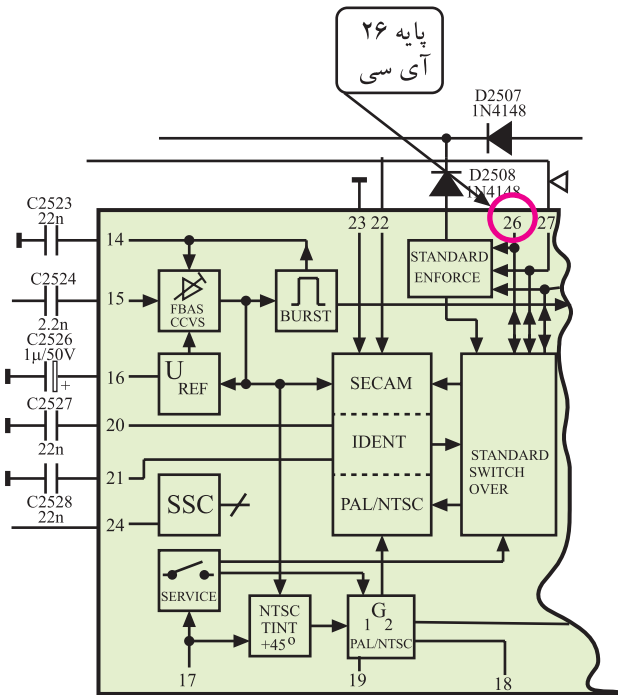 پایه ۲۶
آی سی
D2507
1N4148
D2508
1N4148
C2523
22n
14
23 22
26
27
STANDARD
ENFORCE
C2524
2.2n
15
FBAS
CCVS
BURST
C2526
1µ/50V
+
16
U REF
SECAM
IDENT
PAL/NTSC
STANDARD
SWITCH
OVER
C2527
22n
20
21
C2528
22n
24
SSC
SERVICE
NTSC
TINT
+45°
G
1 2
PAL/NTSC
17
19
18